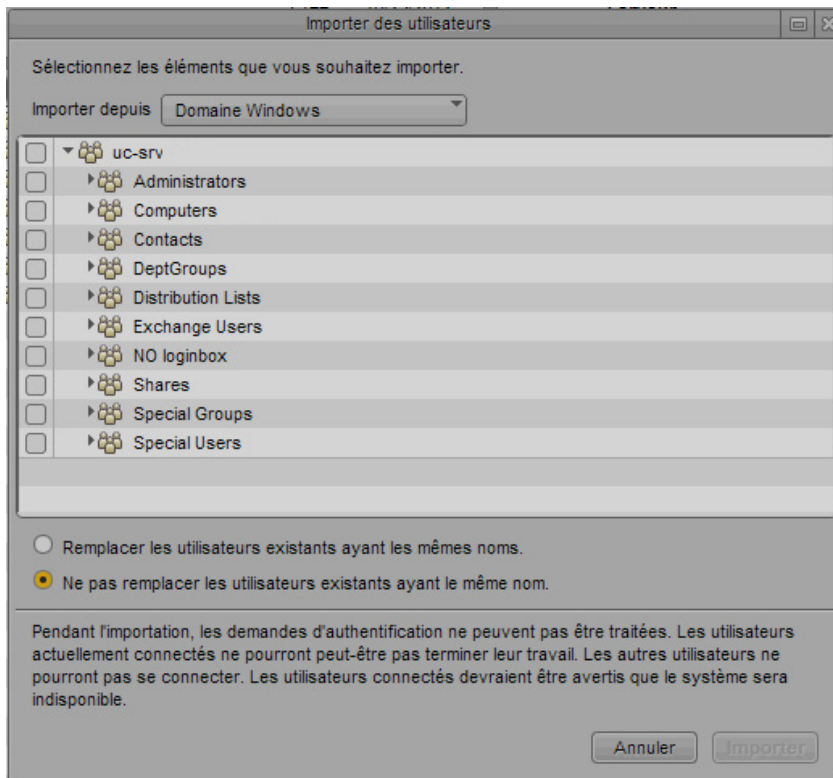 Importer des utilisateurs
Sélectionnez les éléments que vous souhaitez importer.
Importer depuis Domaine Windows
uc-srv
Administrators
Computers
Contacts
DeptGroups
Distribution Lists
Exchange Users
NO loginbox
Shares
Special Groups
Special Users
Remplacer les utilisateurs existants ayant les mêmes noms.
Ne pas remplacer les utilisateurs existants ayant le même nom.
Pendant l'importation, les demandes d'authentification ne peuvent pas être traitées. Les utilisateurs
actuellement connectés ne pourront peut-être pas terminer leur travail. Les autres utilisateurs ne
pourront pas se connecter. Les utilisateurs connectés devraient être avertis que le système sera
indisponible.
Annuler Importer